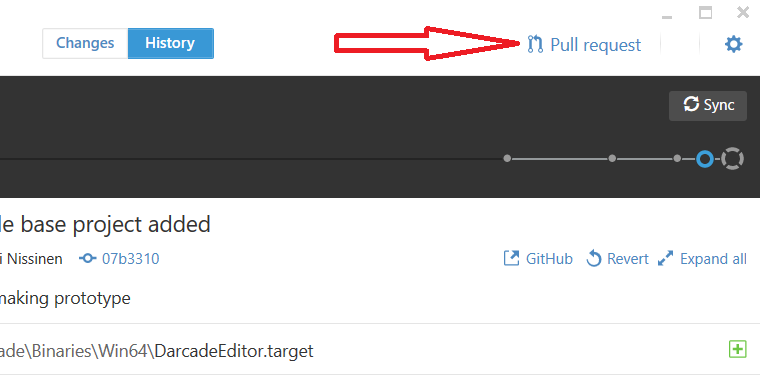 Changes History Pull request
Sync
le base project added
i Nissinen 07b3310 GitHub Revert Expand all
making prototype
ade\Binaries\Win64\DarcadeEditor.target